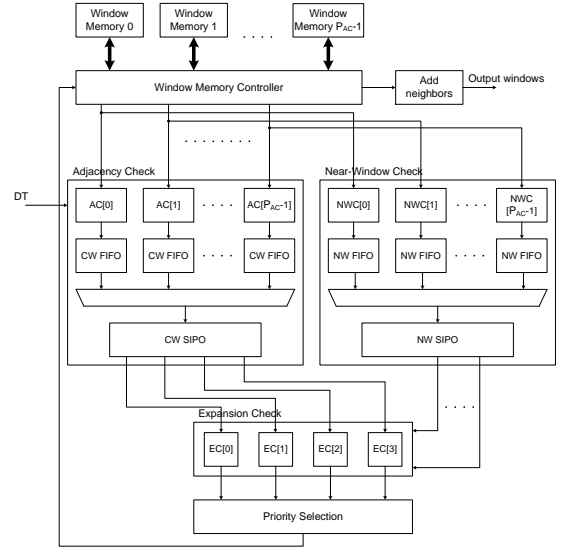 Window
Memory 0
Window
Memory 1
. . . .
Window
Memory PAC-1
Window Memory Controller
Add
neighbors
Output windows
. . . . . . . .
Adjacency Check
Near-Window Check
DT
AC[0]
AC[1]
. . . .
AC[PAC-1]
NWC[0]
NWC[1]
. . . .
NWC
[PAC-1]
CW FIFO
CW FIFO
. . . .
CW FIFO
NW FIFO
NW FIFO
. . . .
NW FIFO
CW SIPO
NW SIPO
. . . .
Expansion Check
EC[0]
EC[1]
EC[2]
EC[3]
Priority Selection